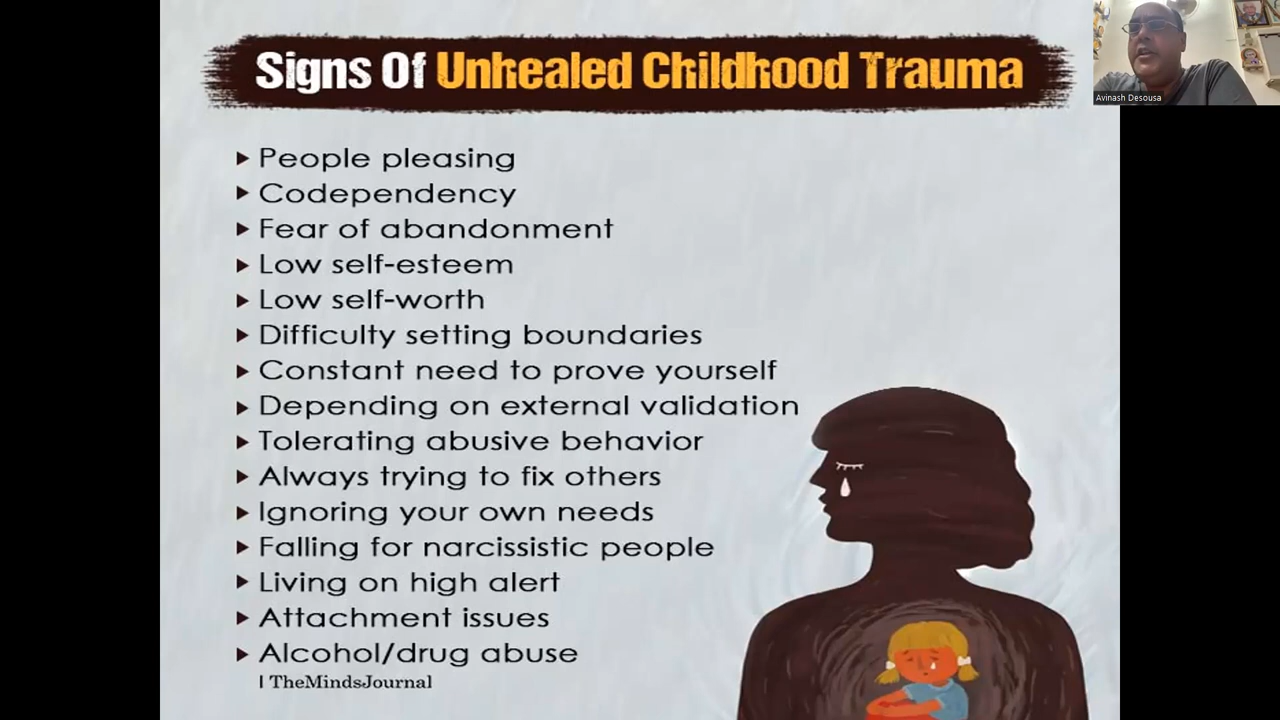 Signs Of Unhealed Childhood Trauma
Avinash Desousa
People pleasing
Codependency
Fear of abandonment
Low self-esteem
Low self-worth
Difficulty setting boundaries
Constant need to prove yourself
Depending on external validation
Tolerating abusive behavior
Always trying to fix others
Ignoring your own needs
Falling for narcissistic people
Living on high alert
Attachment issues
Alcohol/drug abuse
| TheMindsJournal